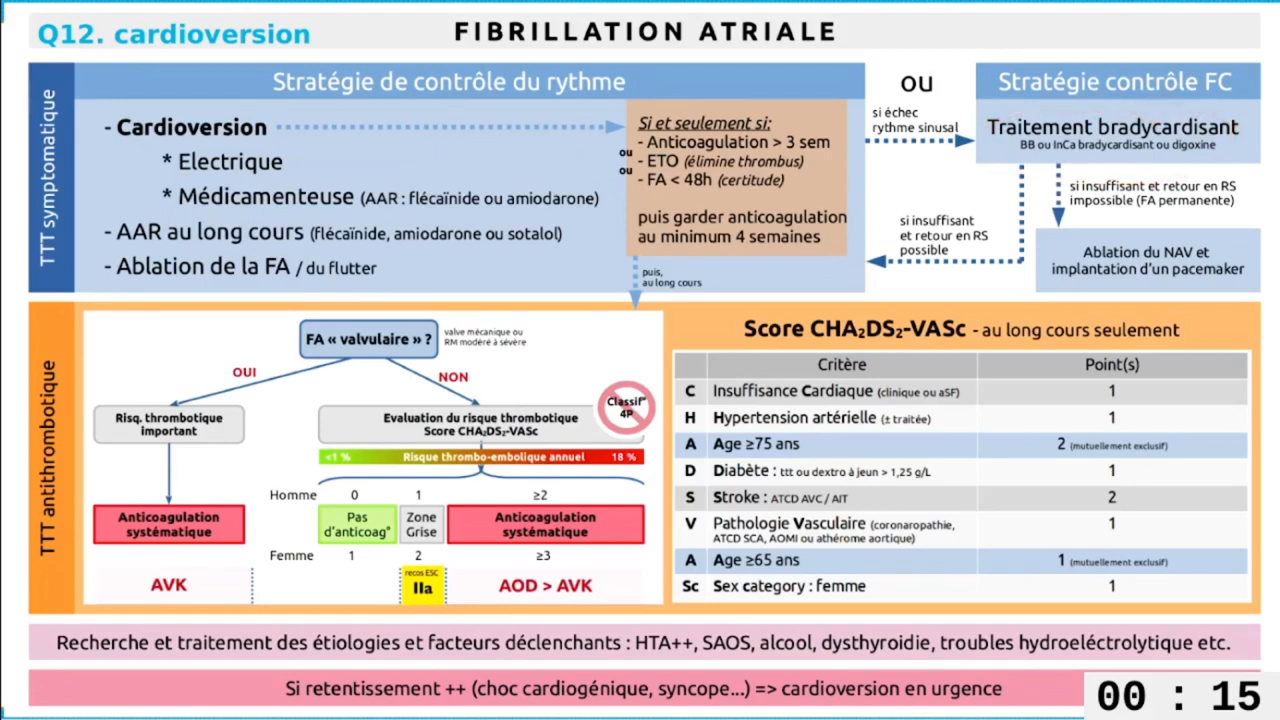 Q12. cardioversion
FIBRILLATION ATRIALE
TTT symptomatique
Stratégie de contrôle du rythme
- Cardioversion
* Electrique
* Médicamenteuse (AAR : flécaïnide ou amiodarone)
- AAR au long cours (flécaïnide, amiodarone ou sotalol)
- Ablation de la FA / du flutter
Si et seulement si:
- Anticoagulation > 3 sem
ou - ETO (élimine thrombus)
ou - FA < 48h (certitude)
puis garder anticoagulation
au minimum 4 semaines
puis,
au long cours
OU
si échec
rythme sinusal
Stratégie contrôle FC
Traitement bradycardisant
BB ou InCa bradycardisant ou digoxine
si insuffisant et retour en RS
impossible (FA permanente)
si insuffisant
et retour en RS
possible
Ablation du NAV et
implantation d'un pacemaker
TTT antithrombotique
FA « valvulaire » ?
valve mécanique ou
RM modéré à sévère
OUI
NON
Risq. thrombotique
important
Evaluation du risque thrombotique
Score CHA₂DS₂-VASc
Classif°
4P
<1 % Risque thrombo-embolique annuel 18 %
Homme 0 1 ≥2
Anticoagulation
systématique
Pas
d'anticoag°
Zone
Grise
Anticoagulation
systématique
Femme 1 2 ≥3
AVK
recos ESC
IIa
AOD > AVK
Score CHA₂DS₂-VASc - au long cours seulement
Critère Point(s)
C Insuffisance Cardiaque (clinique ou aSF) 1
H Hypertension artérielle (± traitée) 1
A Age ≥75 ans 2 (mutuellement exclusif)
D Diabète : ttt ou dextro à jeun > 1,25 g/L 1
S Stroke : ATCD AVC / AIT 2
V Pathologie Vasculaire (coronaropathie, 1
ATCD SCA, AOMI ou athérome aortique)
A Age ≥65 ans 1 (mutuellement exclusif)
Sc Sex category : femme 1
Recherche et traitement des étiologies et facteurs déclenchants : HTA++, SAOS, alcool, dysthyroidie, troubles hydroeléctrolytique etc.
Si retentissement ++ (choc cardiogénique, syncope...) => cardioversion en urgence
00 : 15